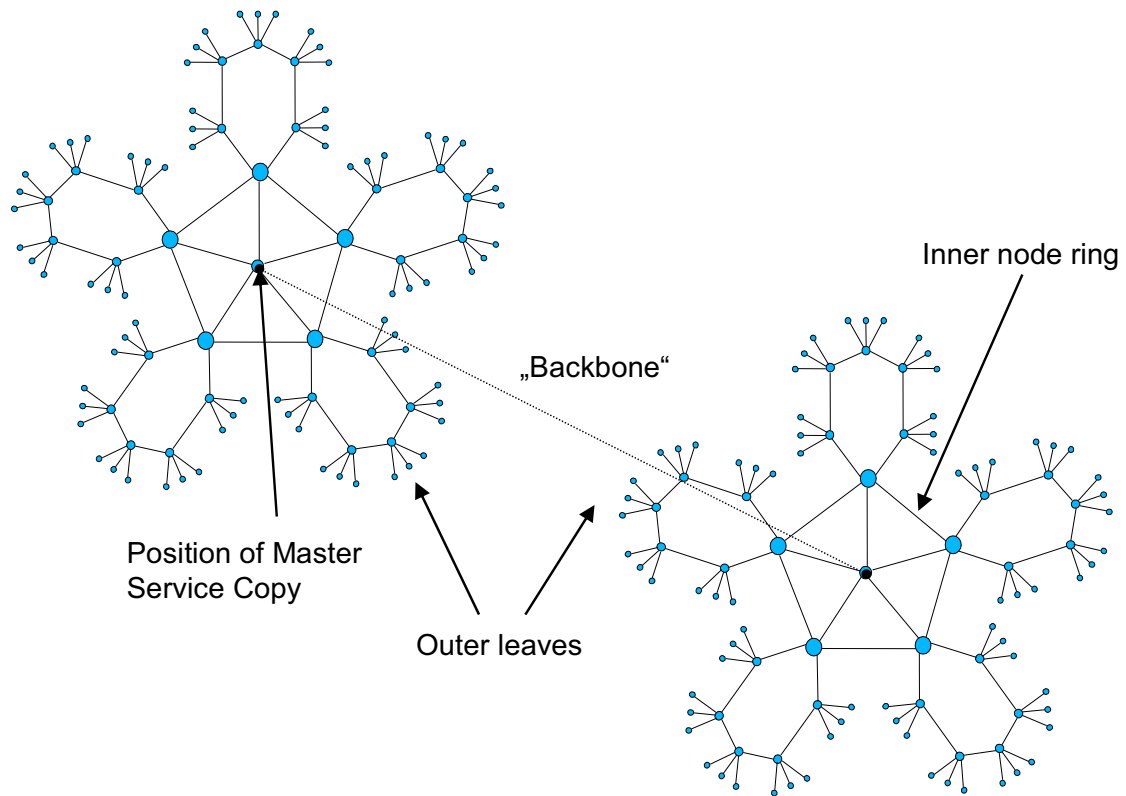 Inner node ring
„Backbone“
Position of Master
Service Copy
Outer leaves